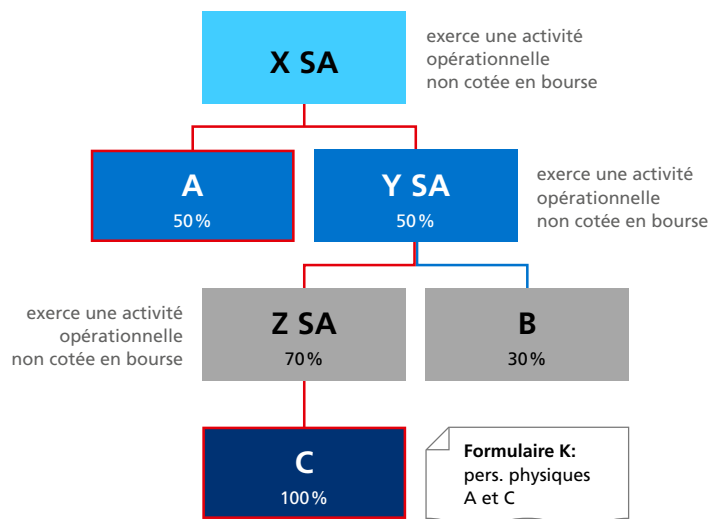 X SA
exerce une activité
opérationnelle
non cotée en bourse
A
50%
Y SA
50%
exerce une activité
opérationnelle
non cotée en bourse
exerce une activité
opérationnelle
non cotée en bourse
Z SA
70%
B
30%
C
100%
Formulaire K:
pers. physiques
A et C